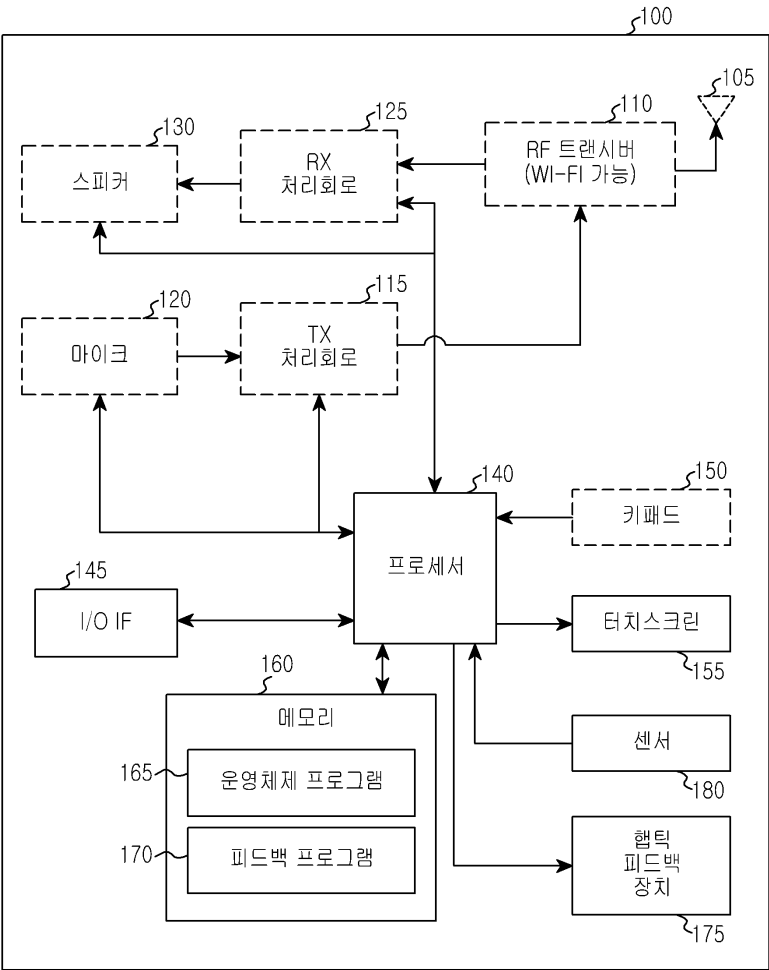 100
105
110
RF 트랜시버
(WI-FI 가능)
125
RX
처리회로
130
스피커
120
마이크
115
TX
처리회로
140
프로세서
150
키패드
145
I/O IF
터치스크린
155
160
메모리
165
운영체제 프로그램
170
피드백 프로그램
센서
180
햅틱
피드백
장치
175